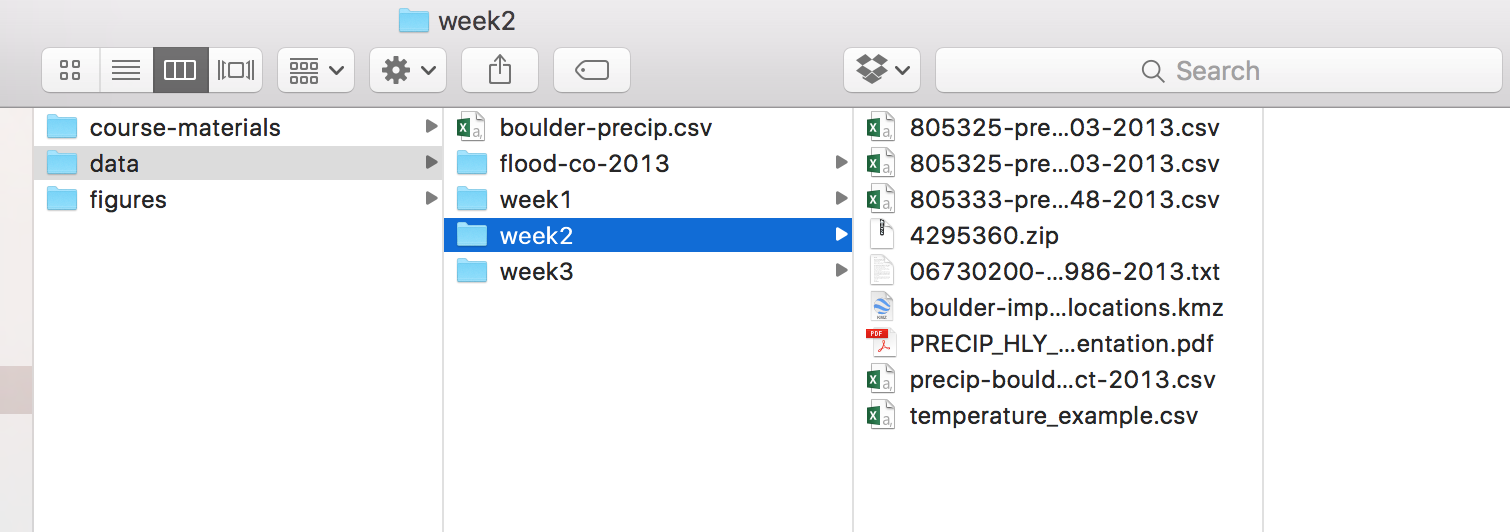 week2
Search
course-materials
data
figures
boulder-precip.csv
flood-co-2013
week1
week2
week3
805325-pre...03-2013.csv
805325-pre...03-2013.csv
805333-pre...48-2013.csv
4295360.zip
06730200-...986-2013.txt
boulder-imp...locations.kmz
PRECIP_HLY_...entation.pdf
precip-bould...ct-2013.csv
temperature_example.csv